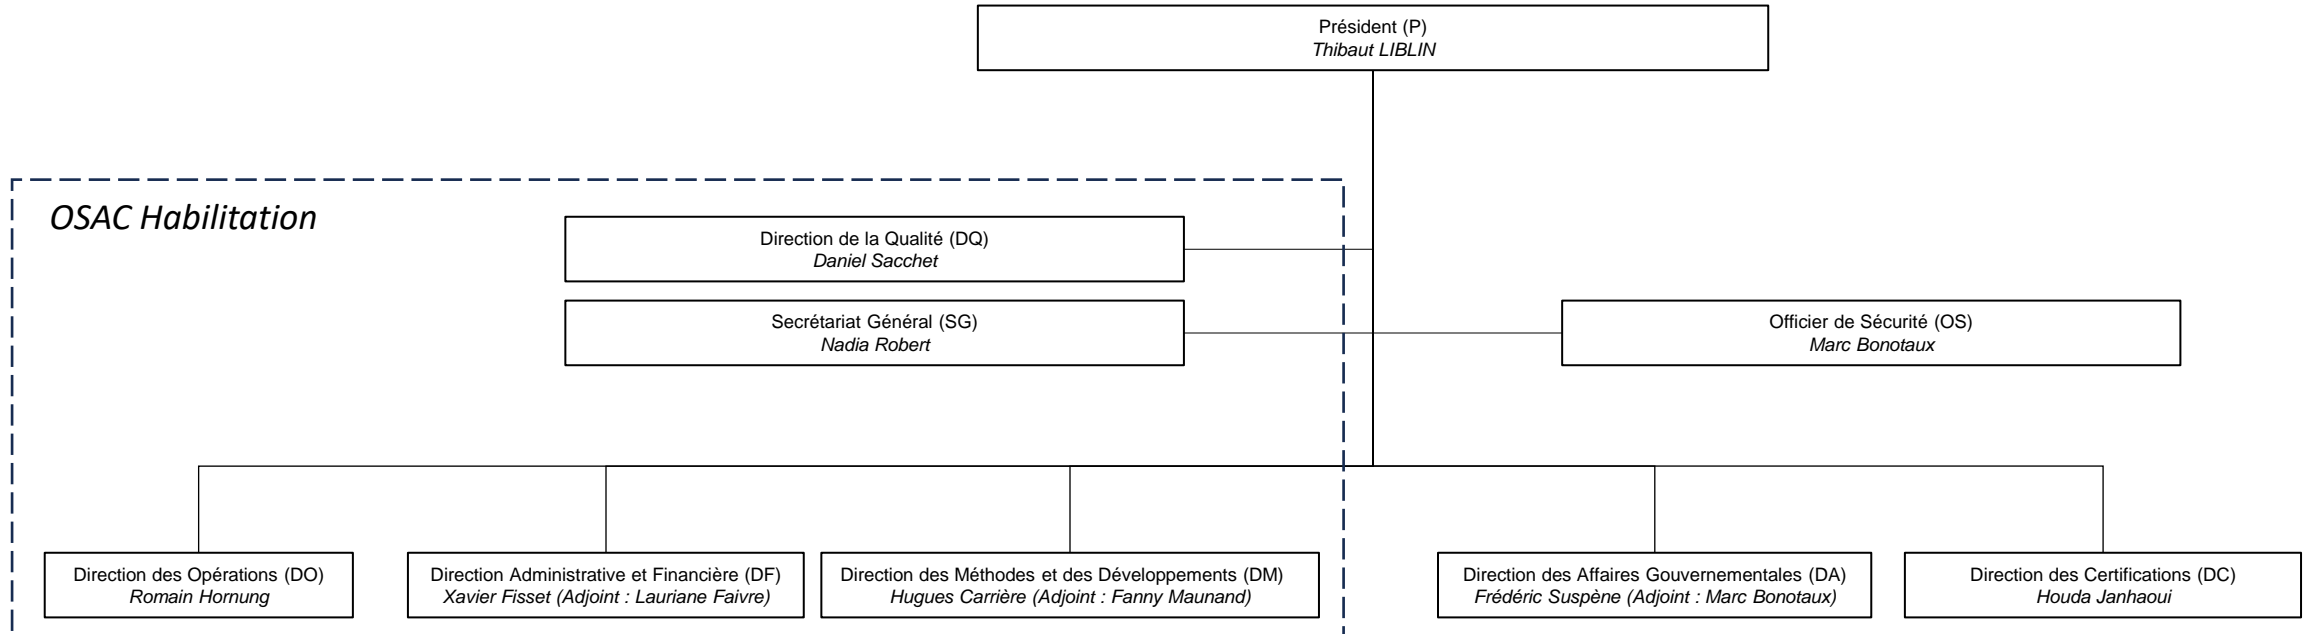 Président (P)
Thibaut LIBLIN
OSAC Habilitation
Direction de la Qualité (DQ)
Daniel Sacchet
Secrétariat Général (SG)
Nadia Robert
Officier de Sécurité (OS)
Marc Bonotaux
Direction des Opérations (DO)
Romain Hornung
Direction Administrative et Financière (DF)
Xavier Fisset (Adjoint : Lauriane Faivre)
Direction des Méthodes et des Développements (DM)
Hugues Carrière (Adjoint : Fanny Maunand)
Direction des Affaires Gouvernementales (DA)
Frédéric Suspène (Adjoint : Marc Bonotaux)
Direction des Certifications (DC)
Houda Janhaoui